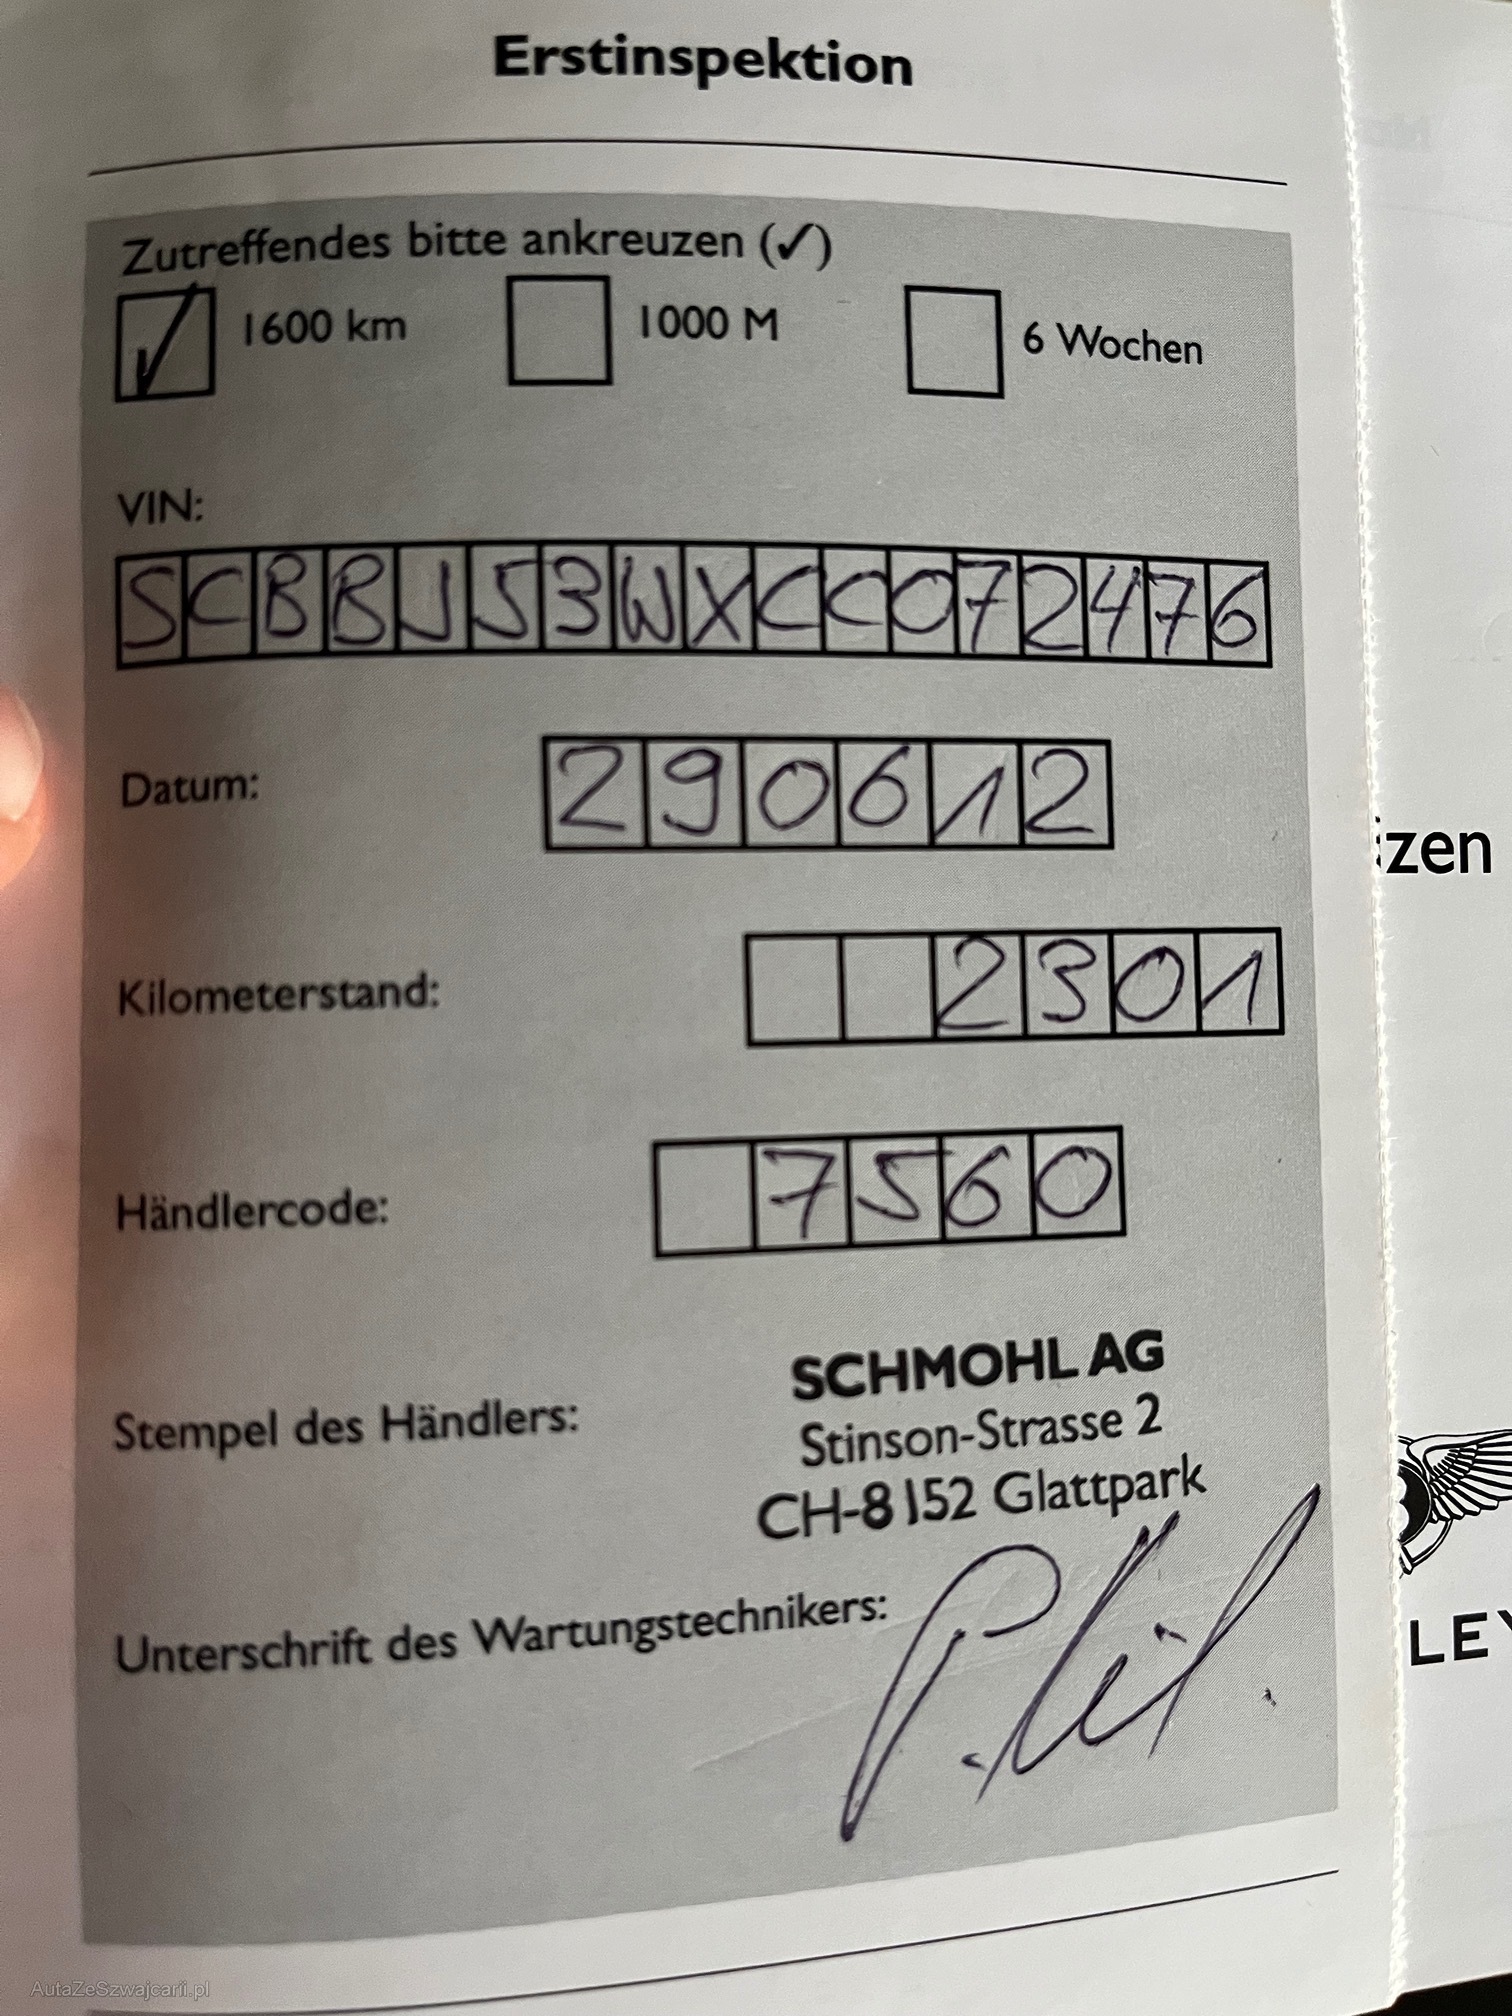 Erstinspektion
Zutreffendes bitte ankreuzen (✓)
✓ 1600 km 1000 M 6 Wochen
VIN:
SCBBJ53WXCC072476
Datum: 290612
Kilometerstand: 2301
Händlercode: 7560
Stempel des Händlers:
SCHMOHL AG
Stinson-Strasse 2
CH-8152 Glattpark
Unterschrift des Wartungstechnikers:
zen
LEY
AutaZeSzwajcarii.pl